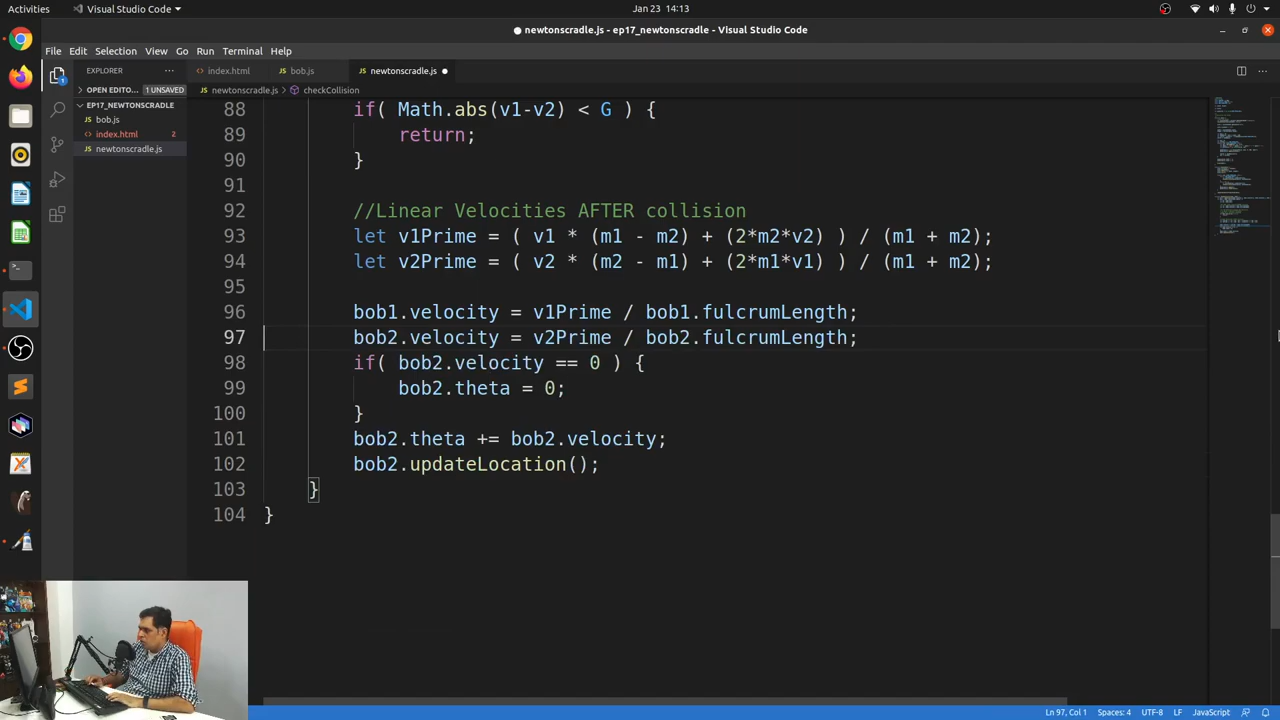 Activities
Visual Studio Code
Jan 23 14:13
newtonscradle.js - ep17_newtonscradle - Visual Studio Code
File Edit Selection View Go Run Terminal Help
EXPLORER
index.html
bob.js
newtonscradle.js
OPEN EDITO... 1 UNSAVED
newtonscradle.js > checkCollision
EP17_NEWTONSCRADLE
bob.js
index.html 2
newtonscradle.js
1
88 if( Math.abs(v1-v2) < G ) {
89 return;
90 }
91
92 //Linear Velocities AFTER collision
93 let v1Prime = ( v1 * (m1 - m2) + (2*m2*v2) ) / (m1 + m2);
94 let v2Prime = ( v2 * (m2 - m1) + (2*m1*v1) ) / (m1 + m2);
95
96 bob1.velocity = v1Prime / bob1.fulcrumLength;
97 bob2.velocity = v2Prime / bob2.fulcrumLength;
98 if( bob2.velocity == 0 ) {
99 bob2.theta = 0;
100 }
101 bob2.theta += bob2.velocity;
102 bob2.updateLocation();
103 }
104 }
Ln 97, Col 1 Spaces: 4 UTF-8 LF JavaScript